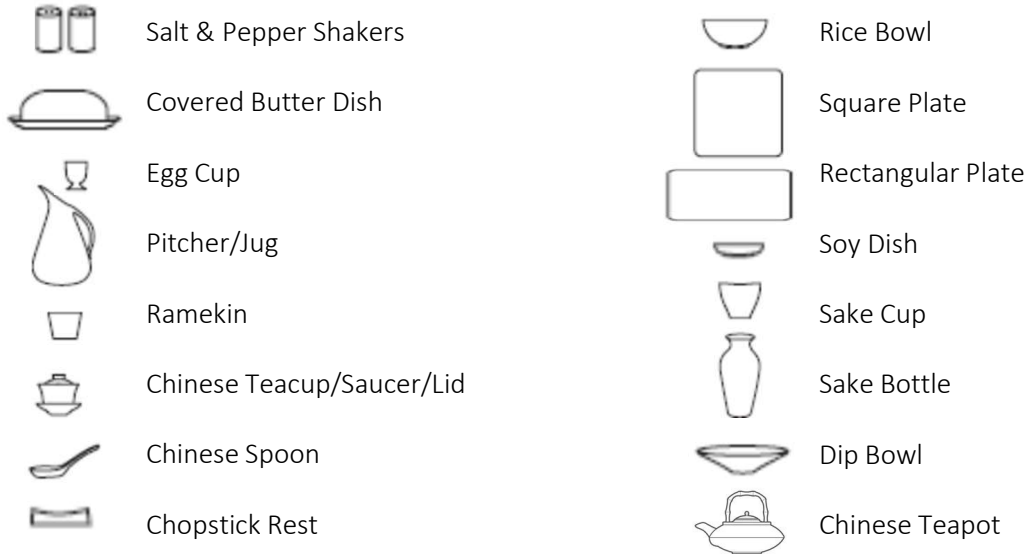 Salt & Pepper Shakers
Covered Butter Dish
Egg Cup
Pitcher/Jug
Ramekin
Chinese Teacup/Saucer/Lid
Chinese Spoon
Chopstick Rest
Rice Bowl
Square Plate
Rectangular Plate
Soy Dish
Sake Cup
Sake Bottle
Dip Bowl
Chinese Teapot